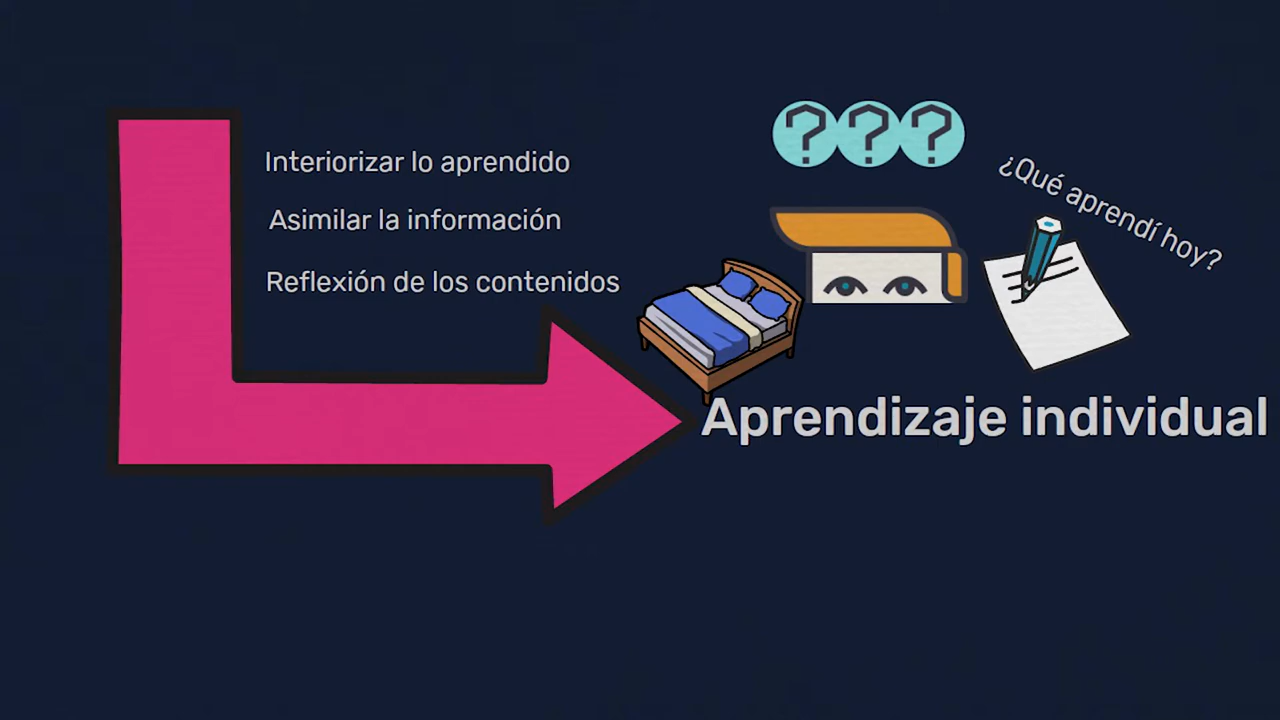 Interiorizar lo aprendido
Asimilar la información
Reflexión de los contenidos
???
¿Qué aprendí hoy?
Aprendizaje individual